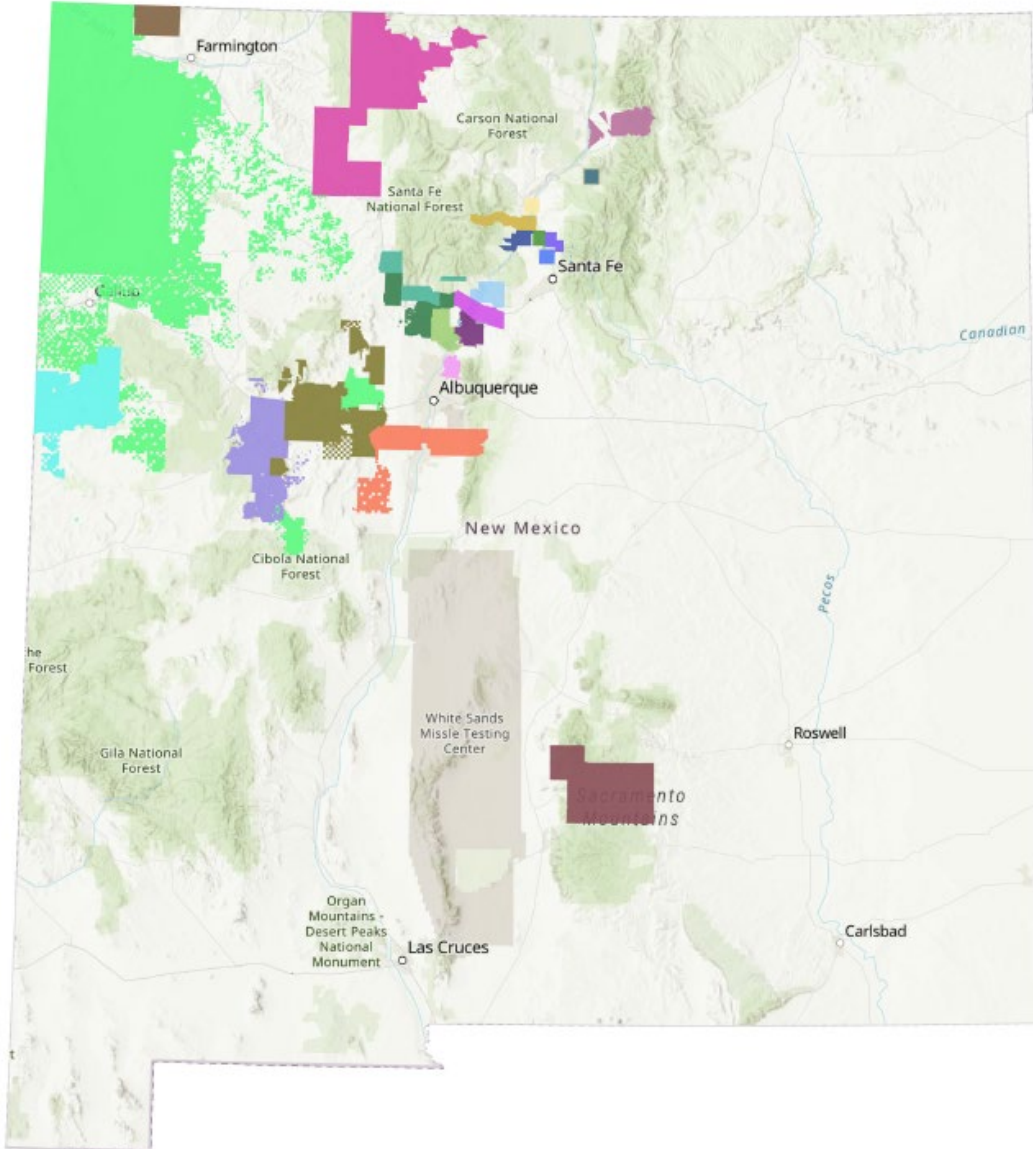 Farmington
Carson National
Forest
Santa Fe
National Forest
Santa Fe
Canadian
Albuquerque
New Mexico
Cibola National
Forest
Pecos
he
Forest
White Sands
Missle Testing
Center
Roswell
Gila National
Forest
Sacramento
Mountains
Organ
Mountains -
Desert Peaks
National
Monument
Carlsbad
Las Cruces
t